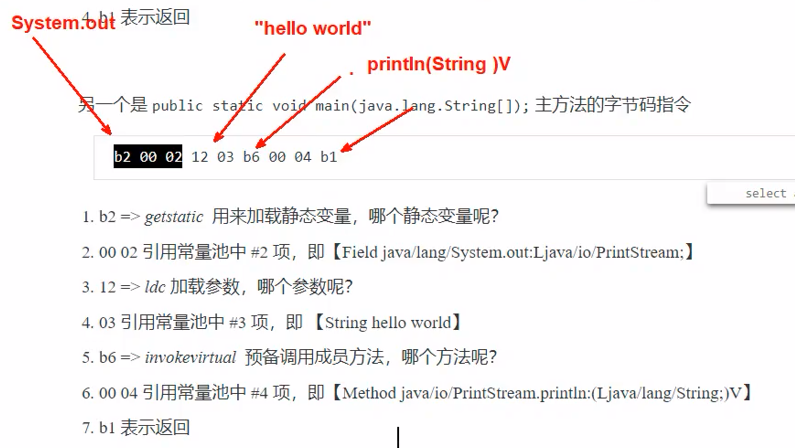 System.out
4. b1 表示返回
"hello world"
println(String )V
另一个是 public static void main(java.lang.String[]); 主方法的字节码指令
b2 00 02 12 03 b6 00 04 b1
select
1. b2 => getstatic 用来加载静态变量，哪个静态变量呢？
2. 00 02 引用常量池中 #2 项，即【Field java/lang/System.out:Ljava/io/PrintStream;】
3. 12 => ldc 加载参数，哪个参数呢？
4. 03 引用常量池中 #3 项，即 【String hello world】
5. b6 => invokevirtual 预备调用成员方法，哪个方法呢？
6. 00 04 引用常量池中 #4 项，即【Method java/io/PrintStream.println:(Ljava/lang/String;)V】
7. b1 表示返回